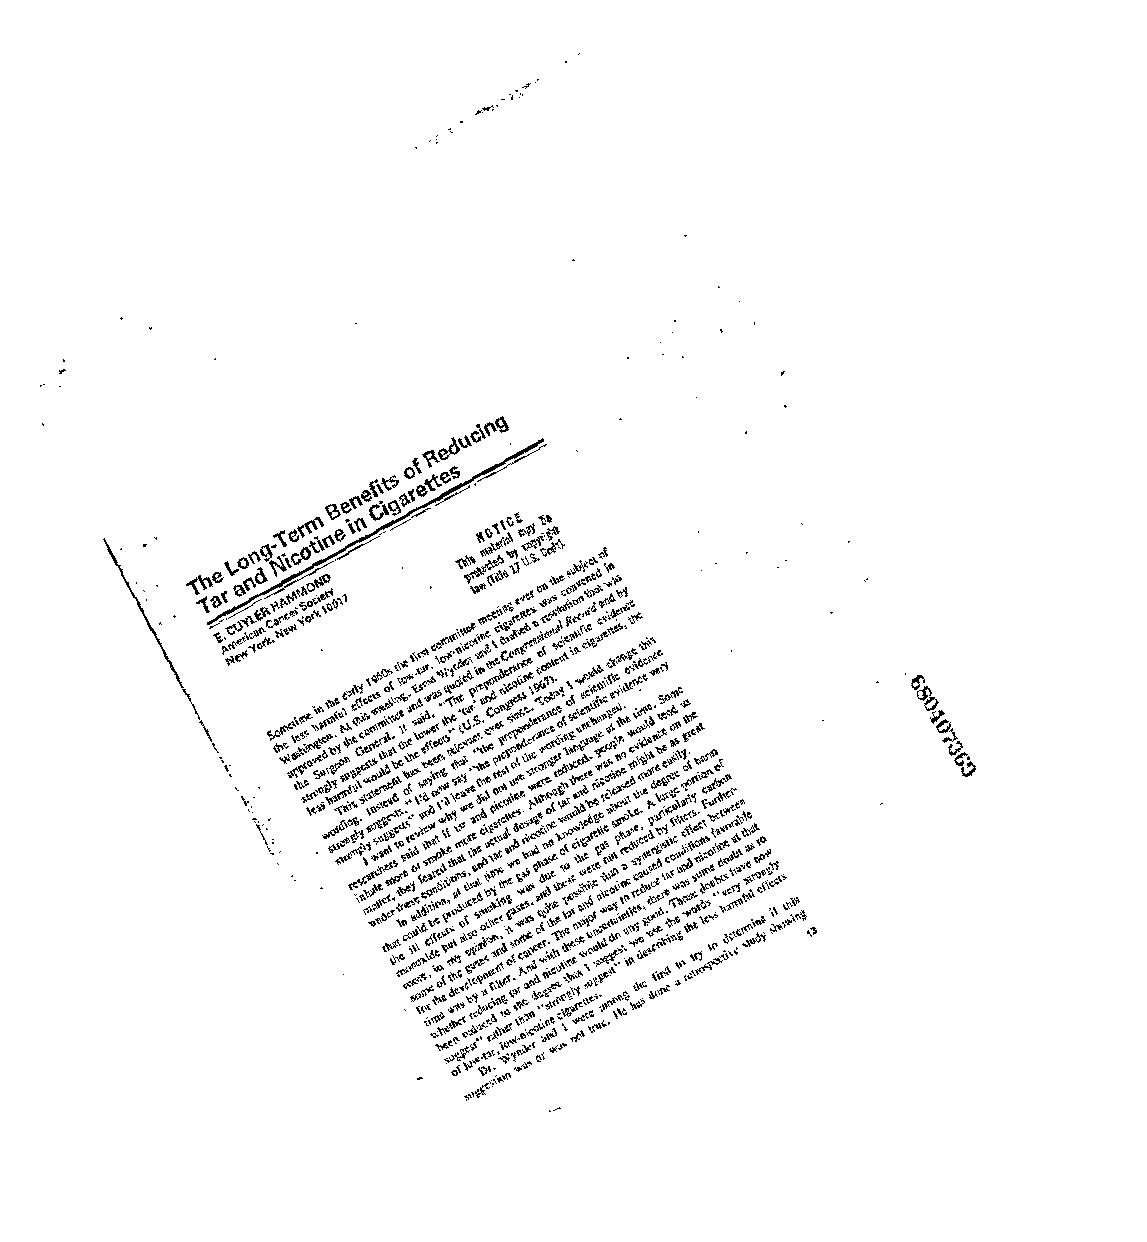 The Long-Term Benefits of Reducing
Tar and Nicotine in Cigarettes
E. CUYLER HAMMOND
American Cancer Society
New York, New York 10017
NOTICE
This material may be
protected by copyright
law (Title 17 U.S. Code).
Sometime in the early 1960s the first committee meeting ever on the subject of
the less harmful effects of low-tar, low-nicotine cigarettes was convened in
Washington. At this meeting, Ernst Wynder and I drafted a resolution that was
approved by the committee and was quoted in the Congressional Record and by
the Surgeon General. It said, "The preponderance of scientific evidence
strongly suggests that the lower the 'tar' and nicotine content in cigarettes, the
less harmful would be the effects" (U.S. Congress 1967).
This statement has been relevant ever since. Today I would change this
wording. Instead of saying that "the preponderance of scientific evidence
strongly suggests," I'd now say "the preponderance of scientific evidence very
strongly suggests" and I'd leave the rest of the wording unchanged.
I want to review why we did not use stronger language at the time. Some
researchers said that if tar and nicotine were reduced, people would tend to
inhale more or smoke more cigarettes. Although there was no evidence on the
matter, they feared that the actual dosage of tar and nicotine might be as great
under these conditions, and tar and nicotine would be released more easily.
In addition, at that time we had no knowledge about the degree of harm
that could be produced by the gas phase of cigarette smoke. A large portion of
the ill effects of smoking was due to the gas phase, particularly carbon
monoxide but also other gases, and these were not reduced by filters. Further-
more, in my opinion, it was quite possible that a synergistic effect between
some of the gases and some of the tar and nicotine caused conditions favorable
for the development of cancer. The major way to reduce tar and nicotine at that
time was by a filter. And with these uncertainties, there was some doubt as to
whether reducing tar and nicotine would do any good. Those doubts have now
been reduced to the degree that I suggest we use the words "very strongly
suggest" rather than "strongly suggest" in describing the less harmful effects
of low-tar, low-nicotine cigarettes.
Dr. Wynder and I were among the first to try to determine if this
suggestion was or was not true. He has done a retrospective study showing
13
680407369